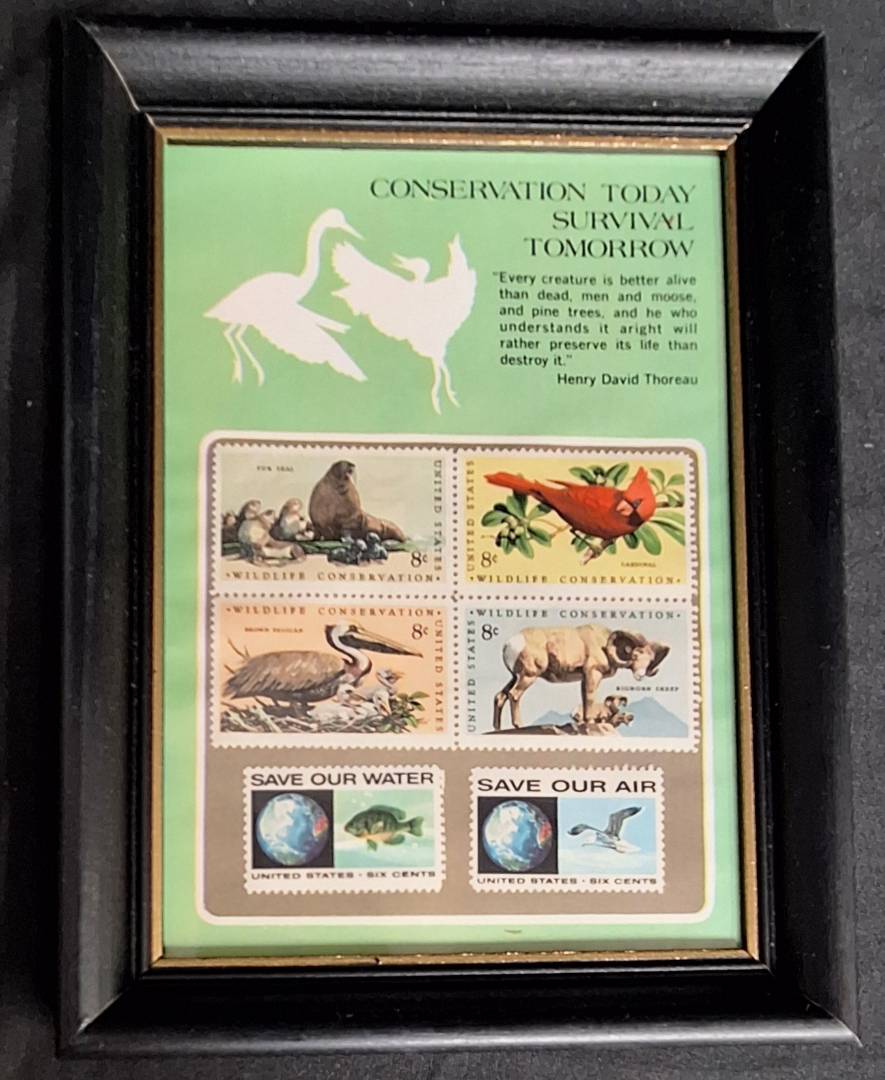 CONSERVATION TODAY
SURVIVAL
TOMORROW
"Every creature is better alive
than dead, men and moose,
and pine trees, and he who
understands it aright will
rather preserve its life than
destroy it."
Henry David Thoreau
FUR SEAL
UNITED STATES
8c
•WILDLIFE CONSERVATION•
UNITED STATES
8c
CARDINAL
•WILDLIFE CONSERVATION•
•WILDLIFE CONSERVATION•
BROWN PELICAN
8c
UNITED STATES
•WILDLIFE CONSERVATION•
8c
UNITED STATES
BIGHORN SHEEP
SAVE OUR WATER
UNITED STATES • SIX CENTS
SAVE OUR AIR
UNITED STATES • SIX CENTS